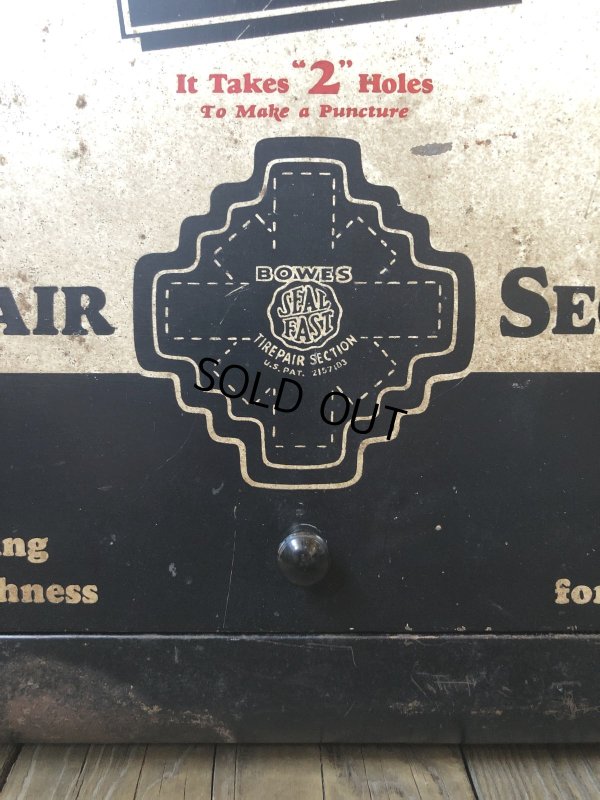 It Takes "2" Holes
To Make a Puncture
BOWES
SEAL
FAST
TIREPAIR SECTION
U.S. PAT. 2157103
AIR
SEC
SOLD OUT
ng
hness
for